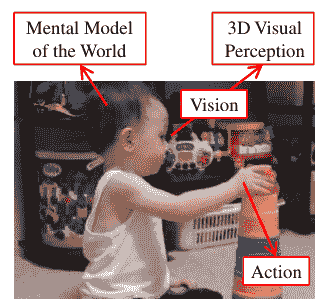 Mental Model
of the World
3D Visual
Perception
Vision
Action